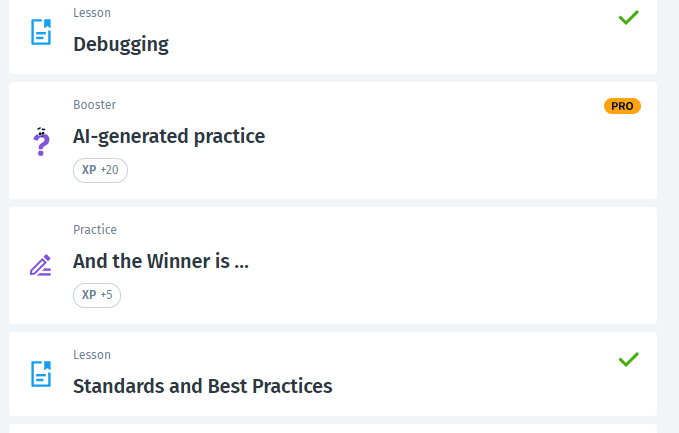 Lesson
Debugging
Booster
PRO
AI-generated practice
XP +20
Practice
And the Winner is ...
XP +5
Lesson
Standards and Best Practices